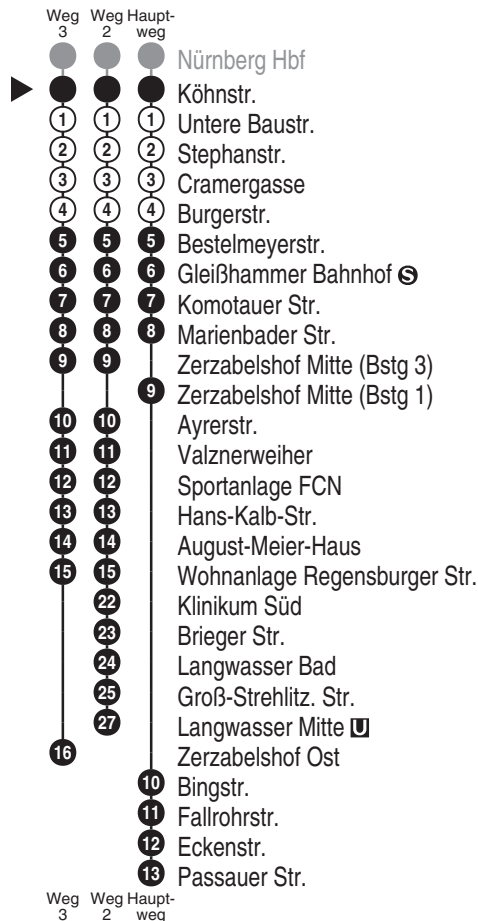 Weg Weg Haupt-
3 2 weg
Nürnberg Hbf
Köhnstr.
1 1 1 Untere Baustr.
2 2 2 Stephanstr.
3 3 3 Cramergasse
4 4 4 Burgerstr.
5 5 5 Bestelmeyerstr.
6 6 6 Gleißhammer Bahnhof S
7 7 7 Komotauer Str.
8 8 8 Marienbader Str.
9 9 Zerzabelshof Mitte (Bstg 3)
9 Zerzabelshof Mitte (Bstg 1)
10 10 Ayrerstr.
11 11 Valznerweiher
12 12 Sportanlage FCN
13 13 Hans-Kalb-Str.
14 14 August-Meier-Haus
15 15 Wohnanlage Regensburger Str.
22 Klinikum Süd
23 Brieger Str.
24 Langwasser Bad
25 Groß-Strehlitz. Str.
27 Langwasser Mitte U
16 Zerzabelshof Ost
10 Bingstr.
11 Fallrohrstr.
12 Eckenstr.
13 Passauer Str.
Weg Weg Haupt-
3 2 weg